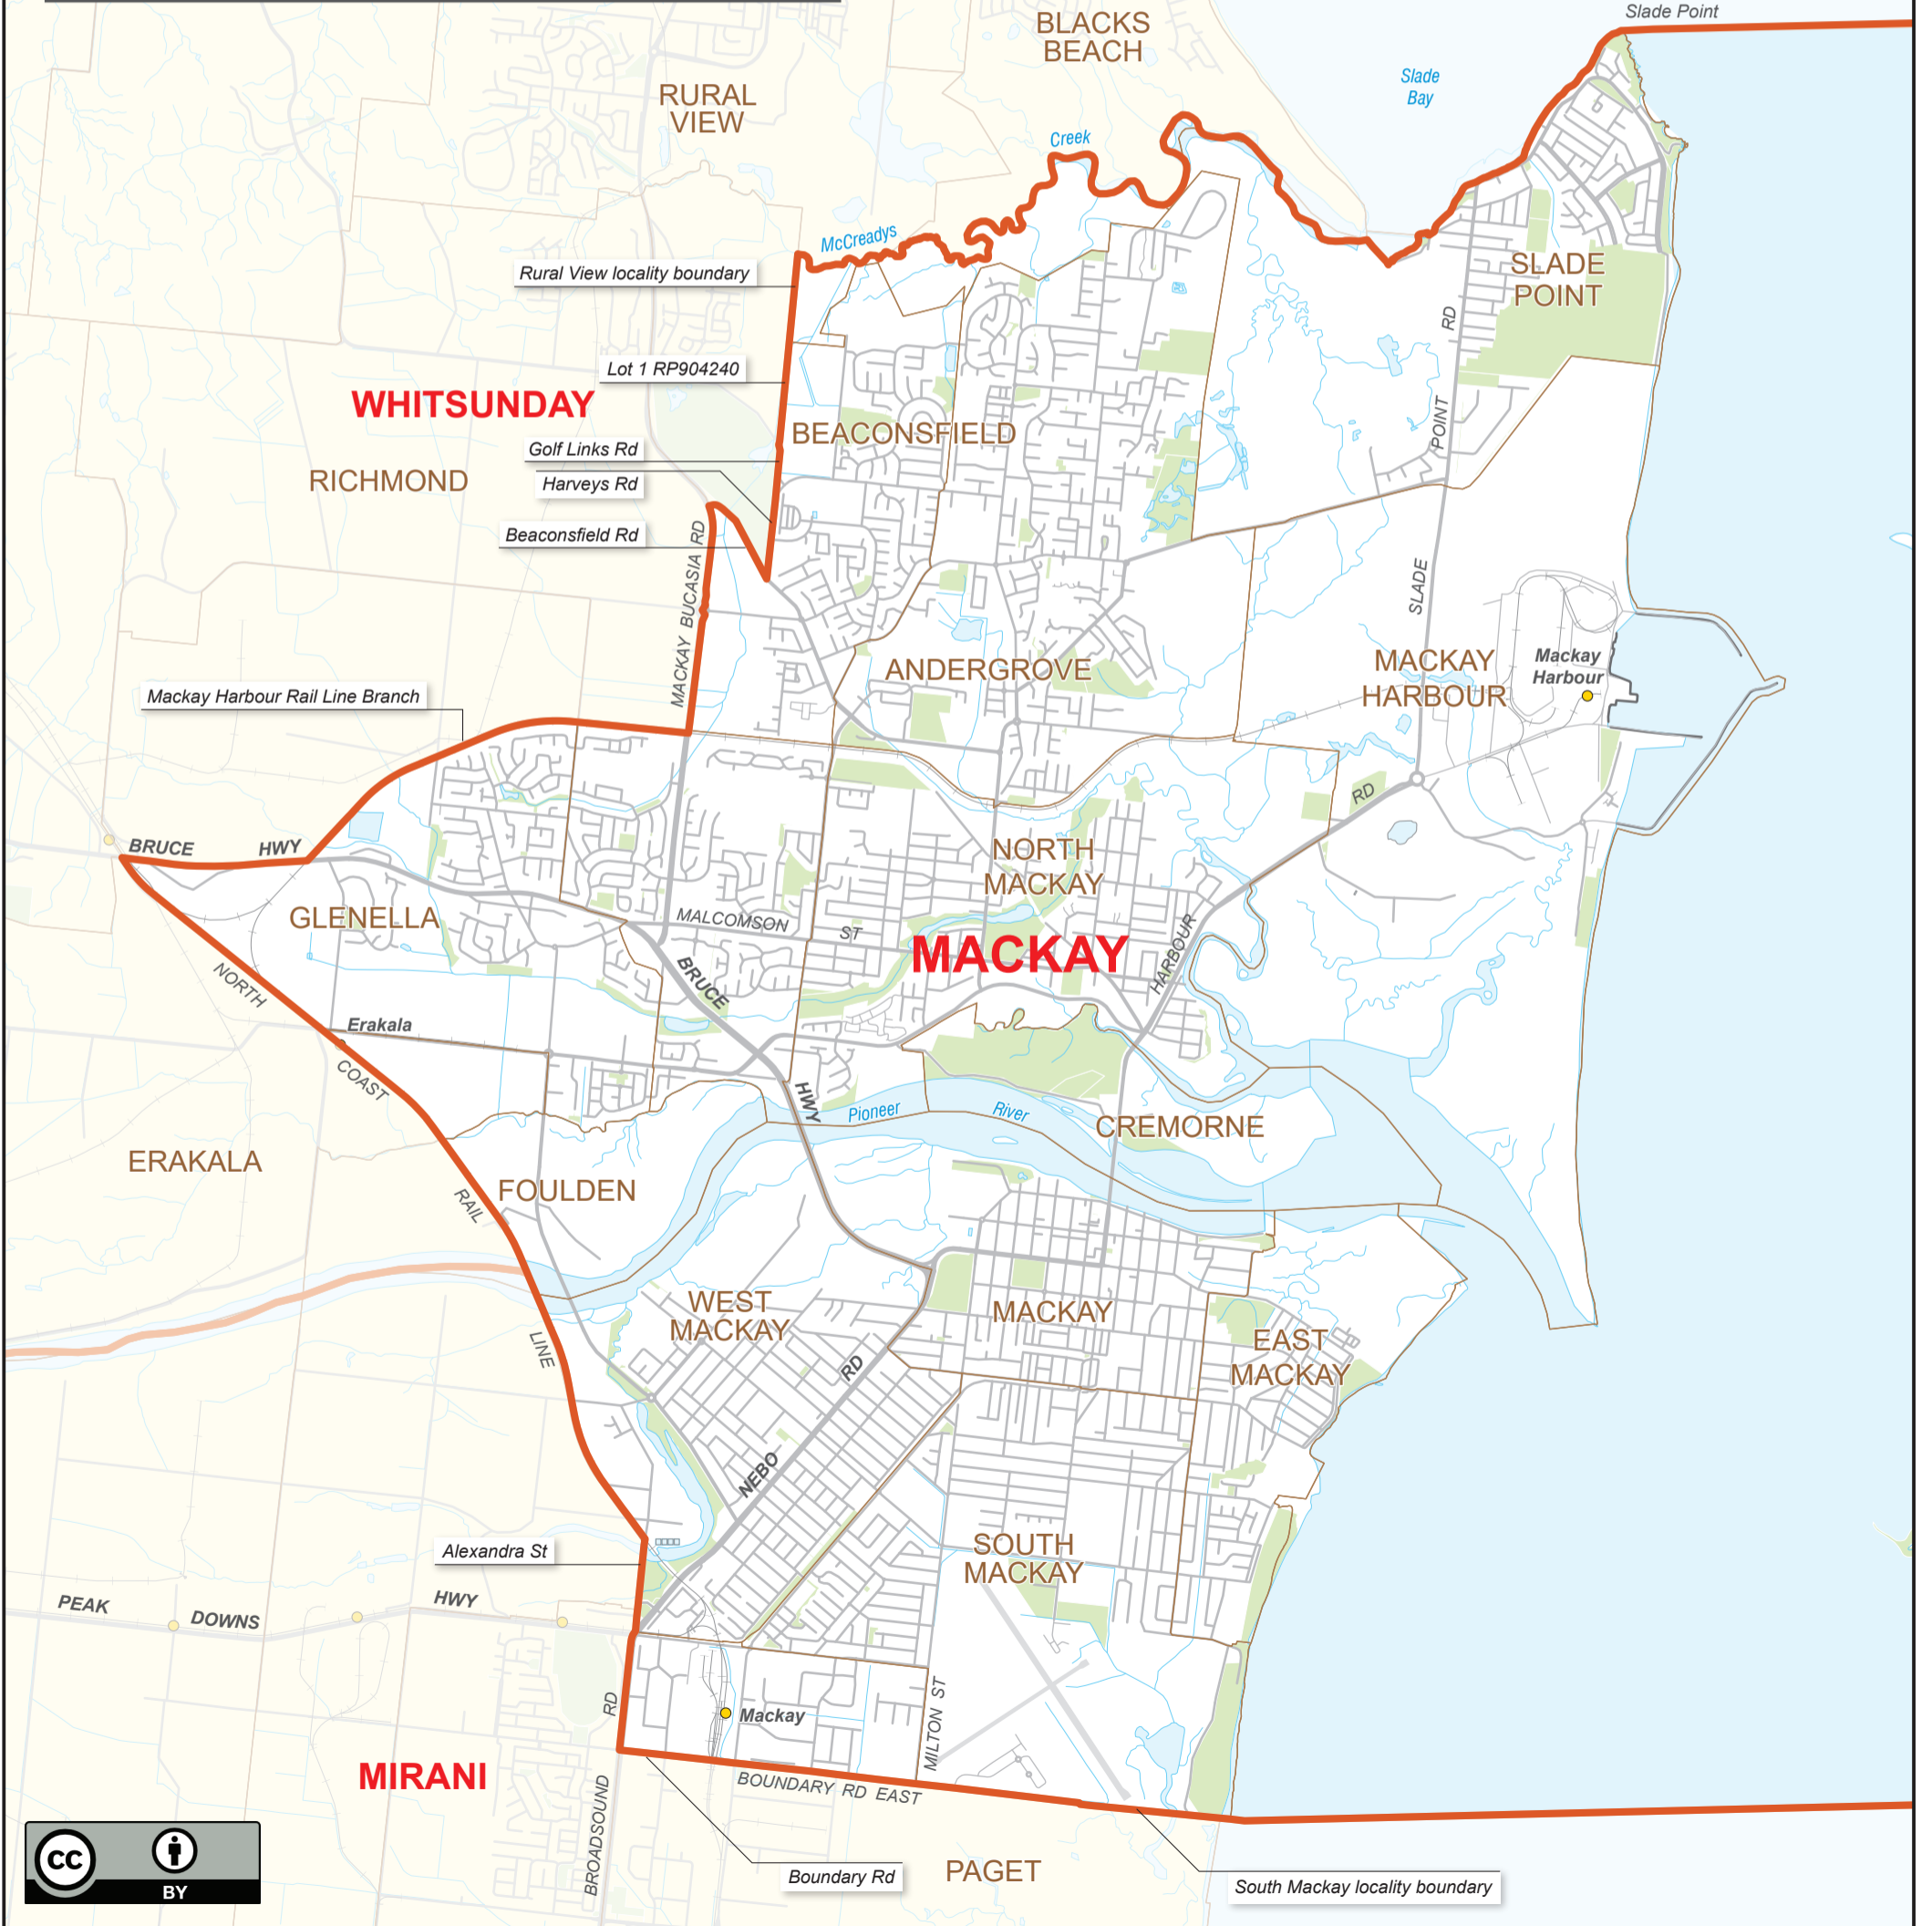 Slade Point
BLACKS
BEACH
Slade
Bay
RURAL
VIEW
Creek
McCreadys
Rural View locality boundary
SLADE
POINT
RD
Lot 1 RP904240
WHITSUNDAY
POINT
BEACONSFIELD
Golf Links Rd
RICHMOND
Harveys Rd
Beaconsfield Rd
MACKAY BUCASIA RD
SLADE
ANDERGROVE
MACKAY
HARBOUR
Mackay
Harbour
Mackay Harbour Rail Line Branch
RD
BRUCE HWY
NORTH
MACKAY
GLENELLA
MALCOMSON ST
MACKAY
HARBOUR
BRUCE
NORTH
Erakala
COAST
HWY
Pioneer River
CREMORNE
ERAKALA
FOULDEN
RAIL
WEST
MACKAY
MACKAY
EAST
MACKAY
LINE
RD
NEBO
SOUTH
MACKAY
Alexandra St
PEAK DOWNS HWY
RD
Mackay
MILTON ST
MIRANI
BOUNDARY RD EAST
BROADSOUND
Boundary Rd
PAGET
South Mackay locality boundary
CC
BY